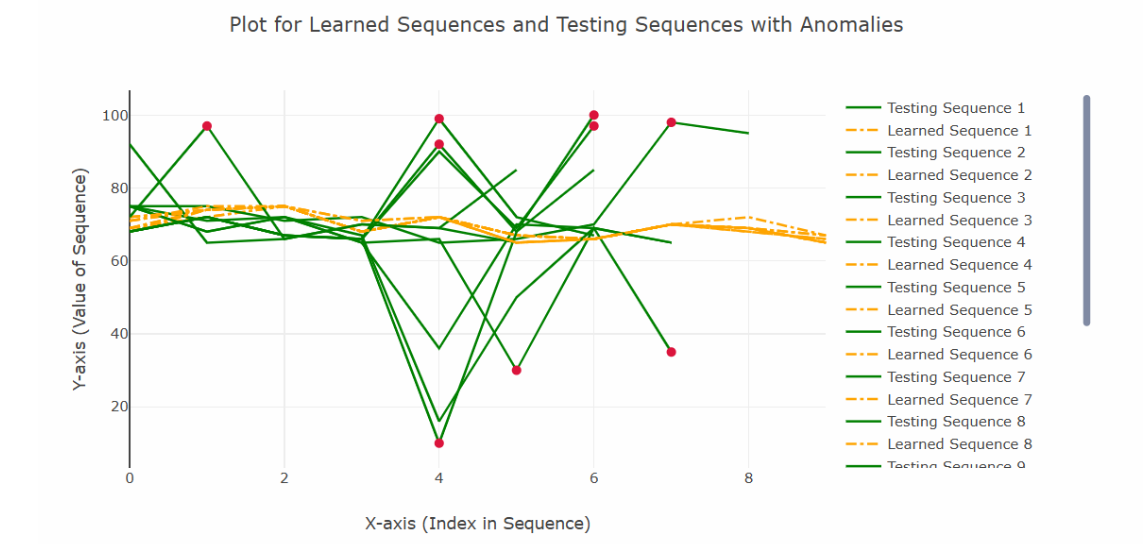 Plot for Learned Sequences and Testing Sequences with Anomalies
Y-axis (Value of Sequence)
100
80
60
40
20
0
2
4
6
8
X-axis (Index in Sequence)
Testing Sequence 1
Learned Sequence 1
Testing Sequence 2
Learned Sequence 2
Testing Sequence 3
Learned Sequence 3
Testing Sequence 4
Learned Sequence 4
Testing Sequence 5
Learned Sequence 5
Testing Sequence 6
Learned Sequence 6
Testing Sequence 7
Learned Sequence 7
Testing Sequence 8
Learned Sequence 8
Testing Sequence 9